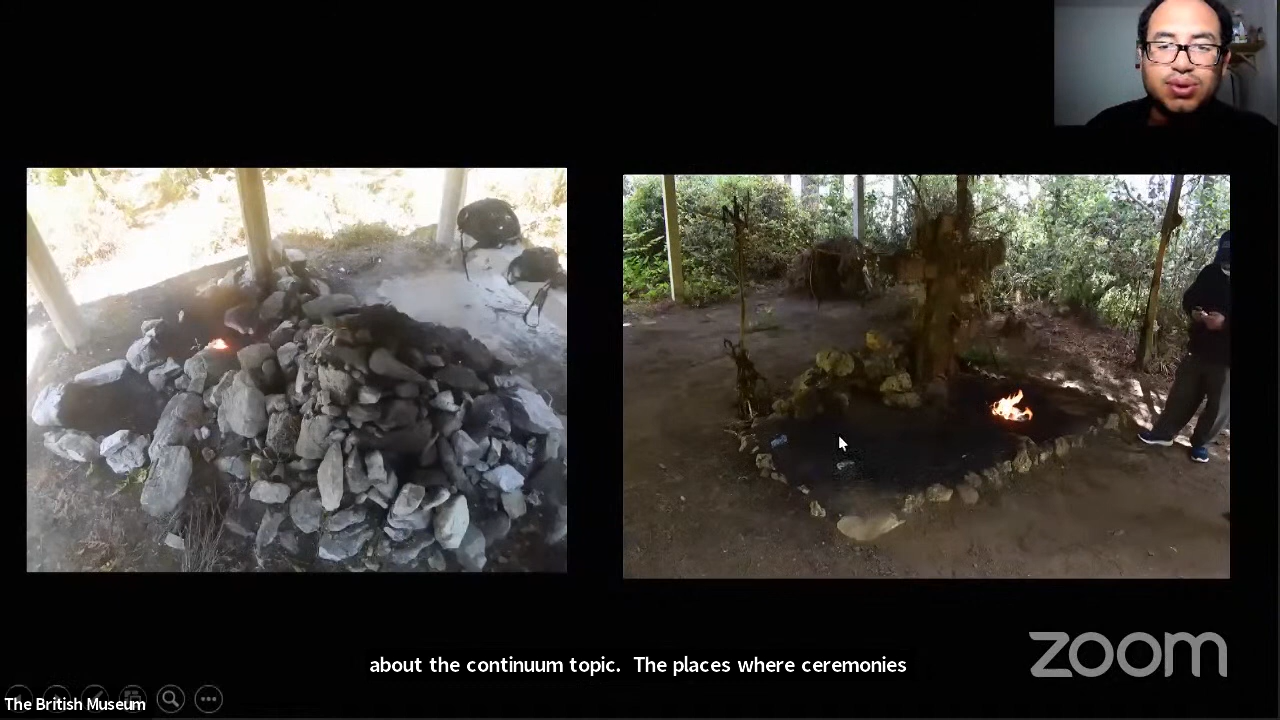 about the continuum topic.  The places where ceremonies
zoom
The British Museum